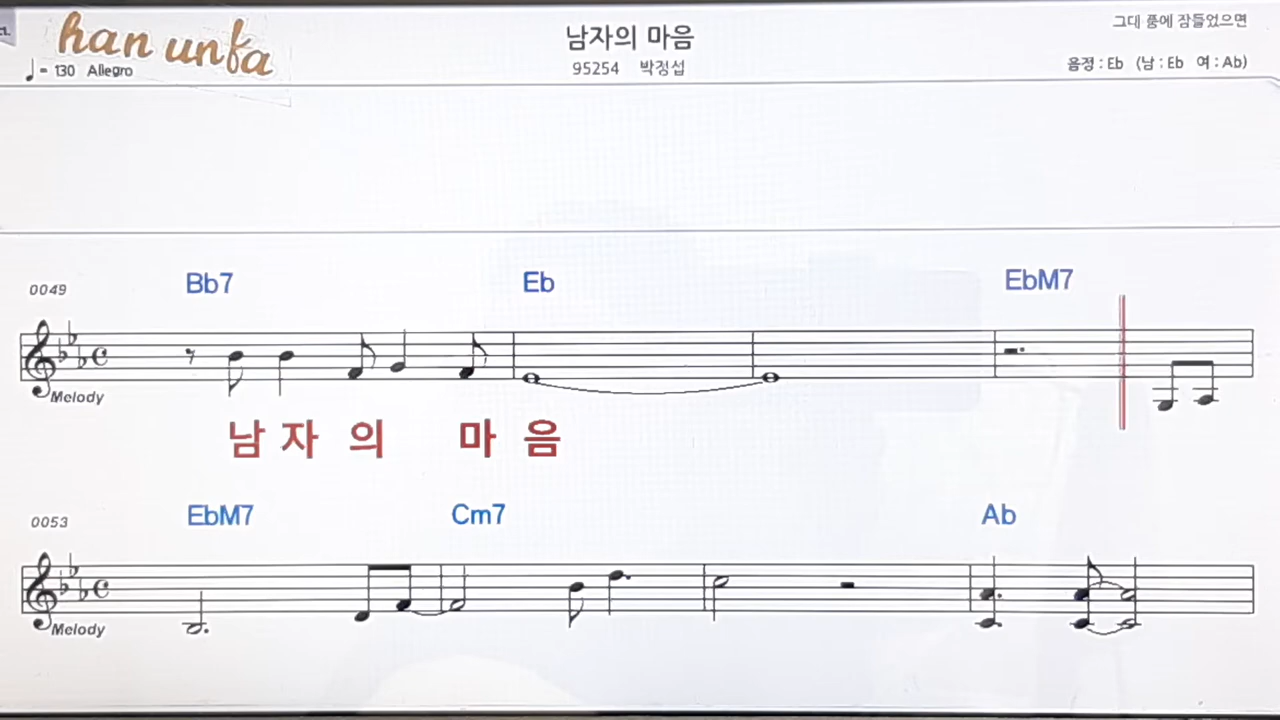 han unfa
남자의 마음
그대 품에 잠들었으면
♩= 130 Allegro
95254 박정섭
음정 : Eb (남 : Eb 여 : Ab)
0049 Bb7 Eb EbM7
Melody
남 자 의 마 음
0053 EbM7 Cm7 Ab
Melody